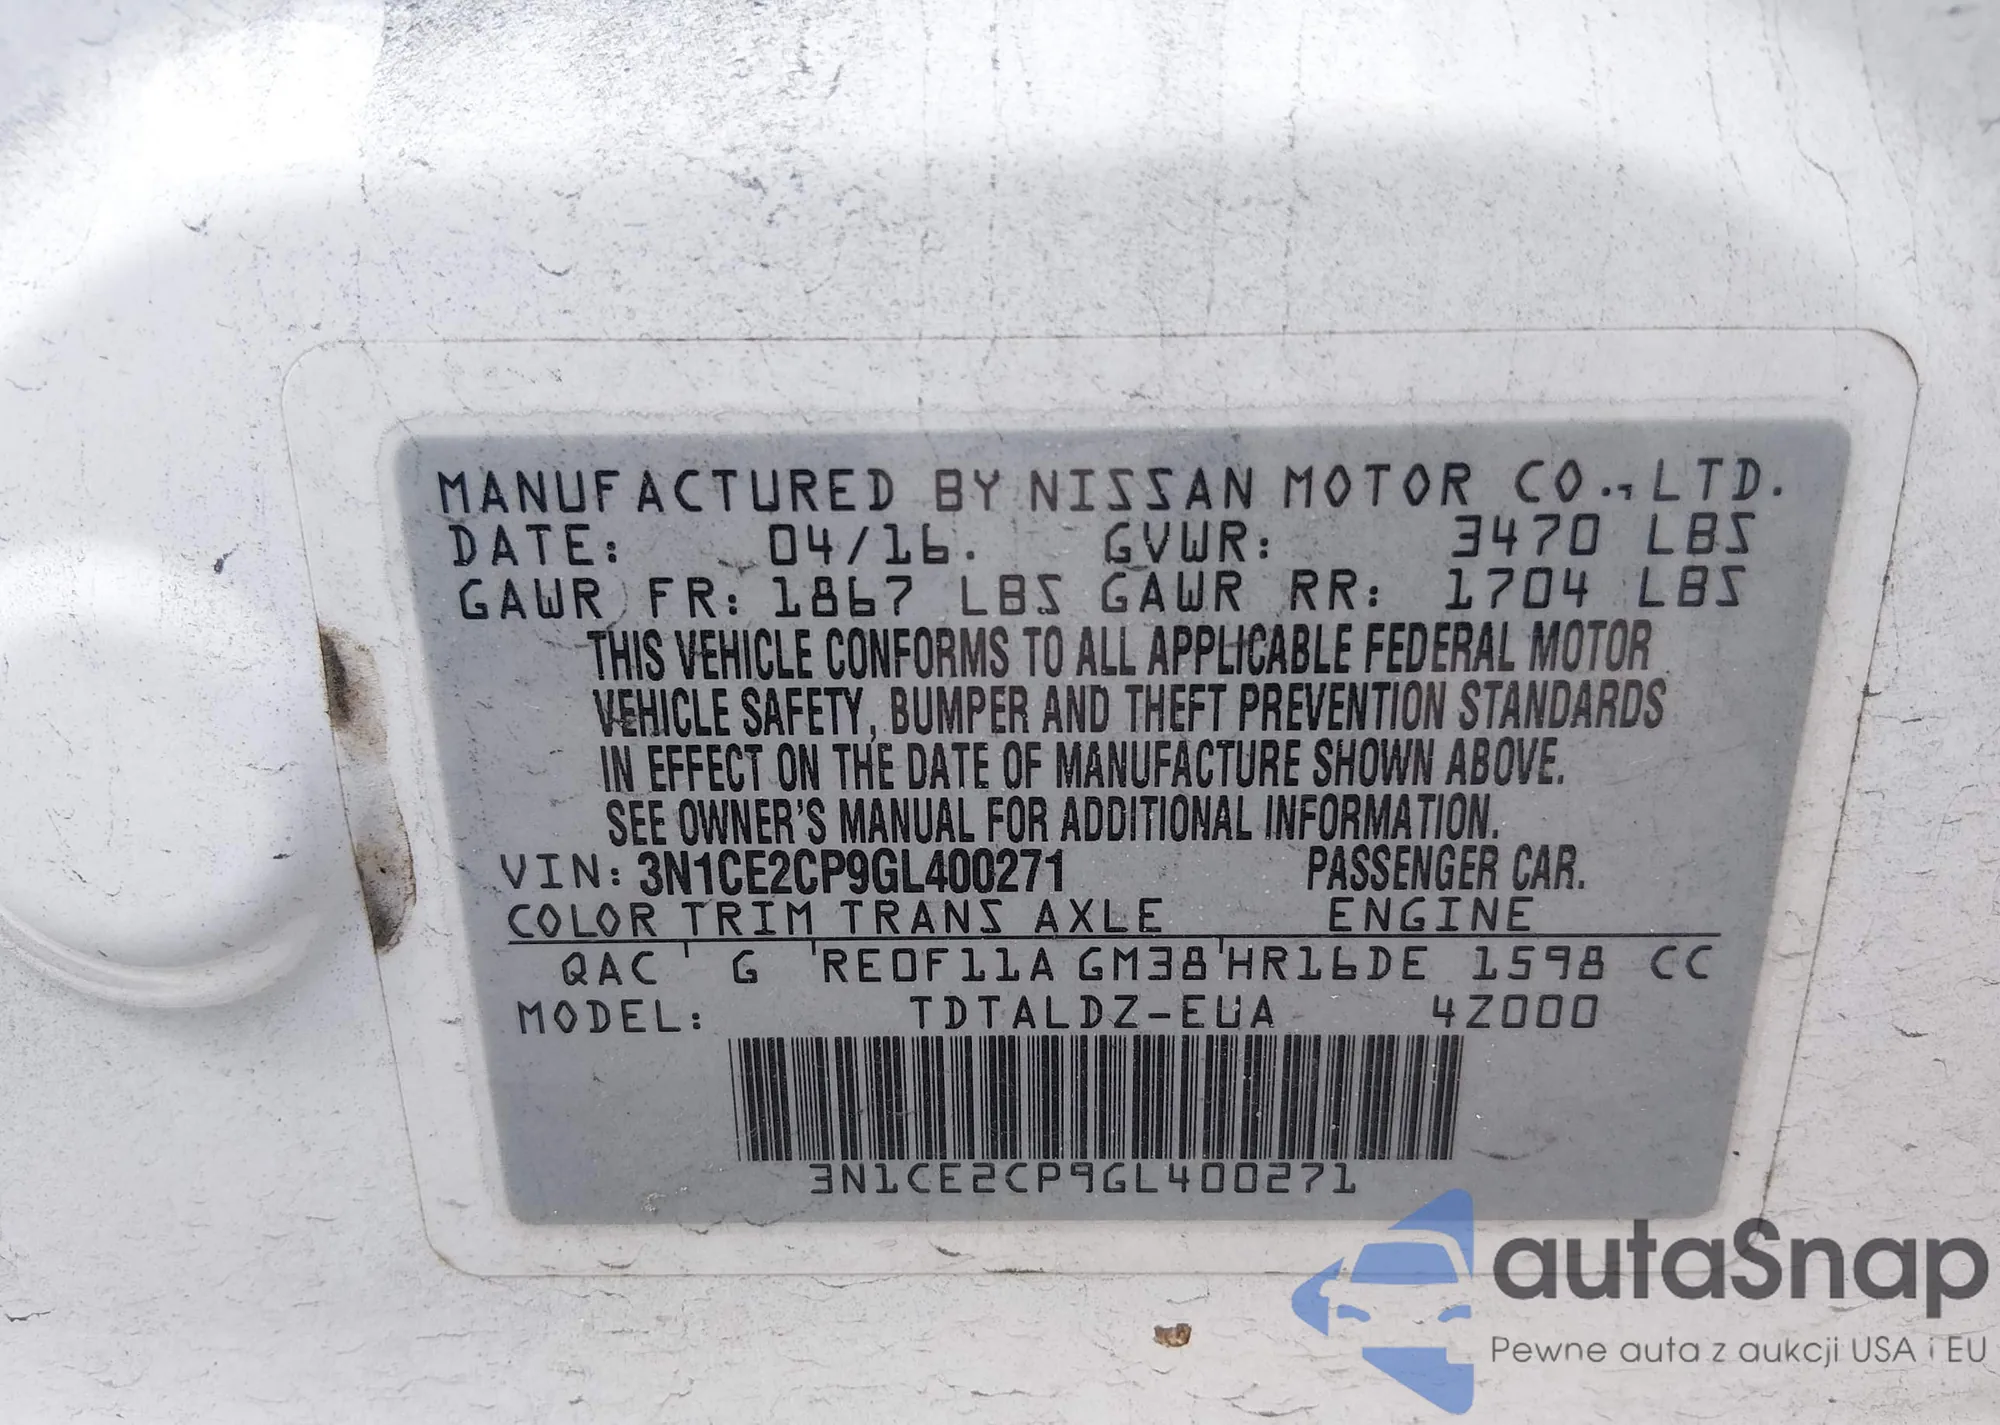 MANUFACTURED BY NISSAN MOTOR CO., LTD.
DATE: 04/16. GVWR: 3470 LBS
GAWR FR: 1867 LBS GAWR RR: 1704 LBS
THIS VEHICLE CONFORMS TO ALL APPLICABLE FEDERAL MOTOR
VEHICLE SAFETY, BUMPER AND THEFT PREVENTION STANDARDS
IN EFFECT ON THE DATE OF MANUFACTURE SHOWN ABOVE.
SEE OWNER'S MANUAL FOR ADDITIONAL INFORMATION.
VIN: 3N1CE2CP9GL400271 PASSENGER CAR.
COLOR TRIM TRANS AXLE ENGINE
QAC G RE0F11A GM38 HR16DE 1598 CC
MODEL: TDTALDZ-EUA 4Z000
3N1CE2CP9GL400271
autaSnap
Pewne auta z aukcji USA i EU